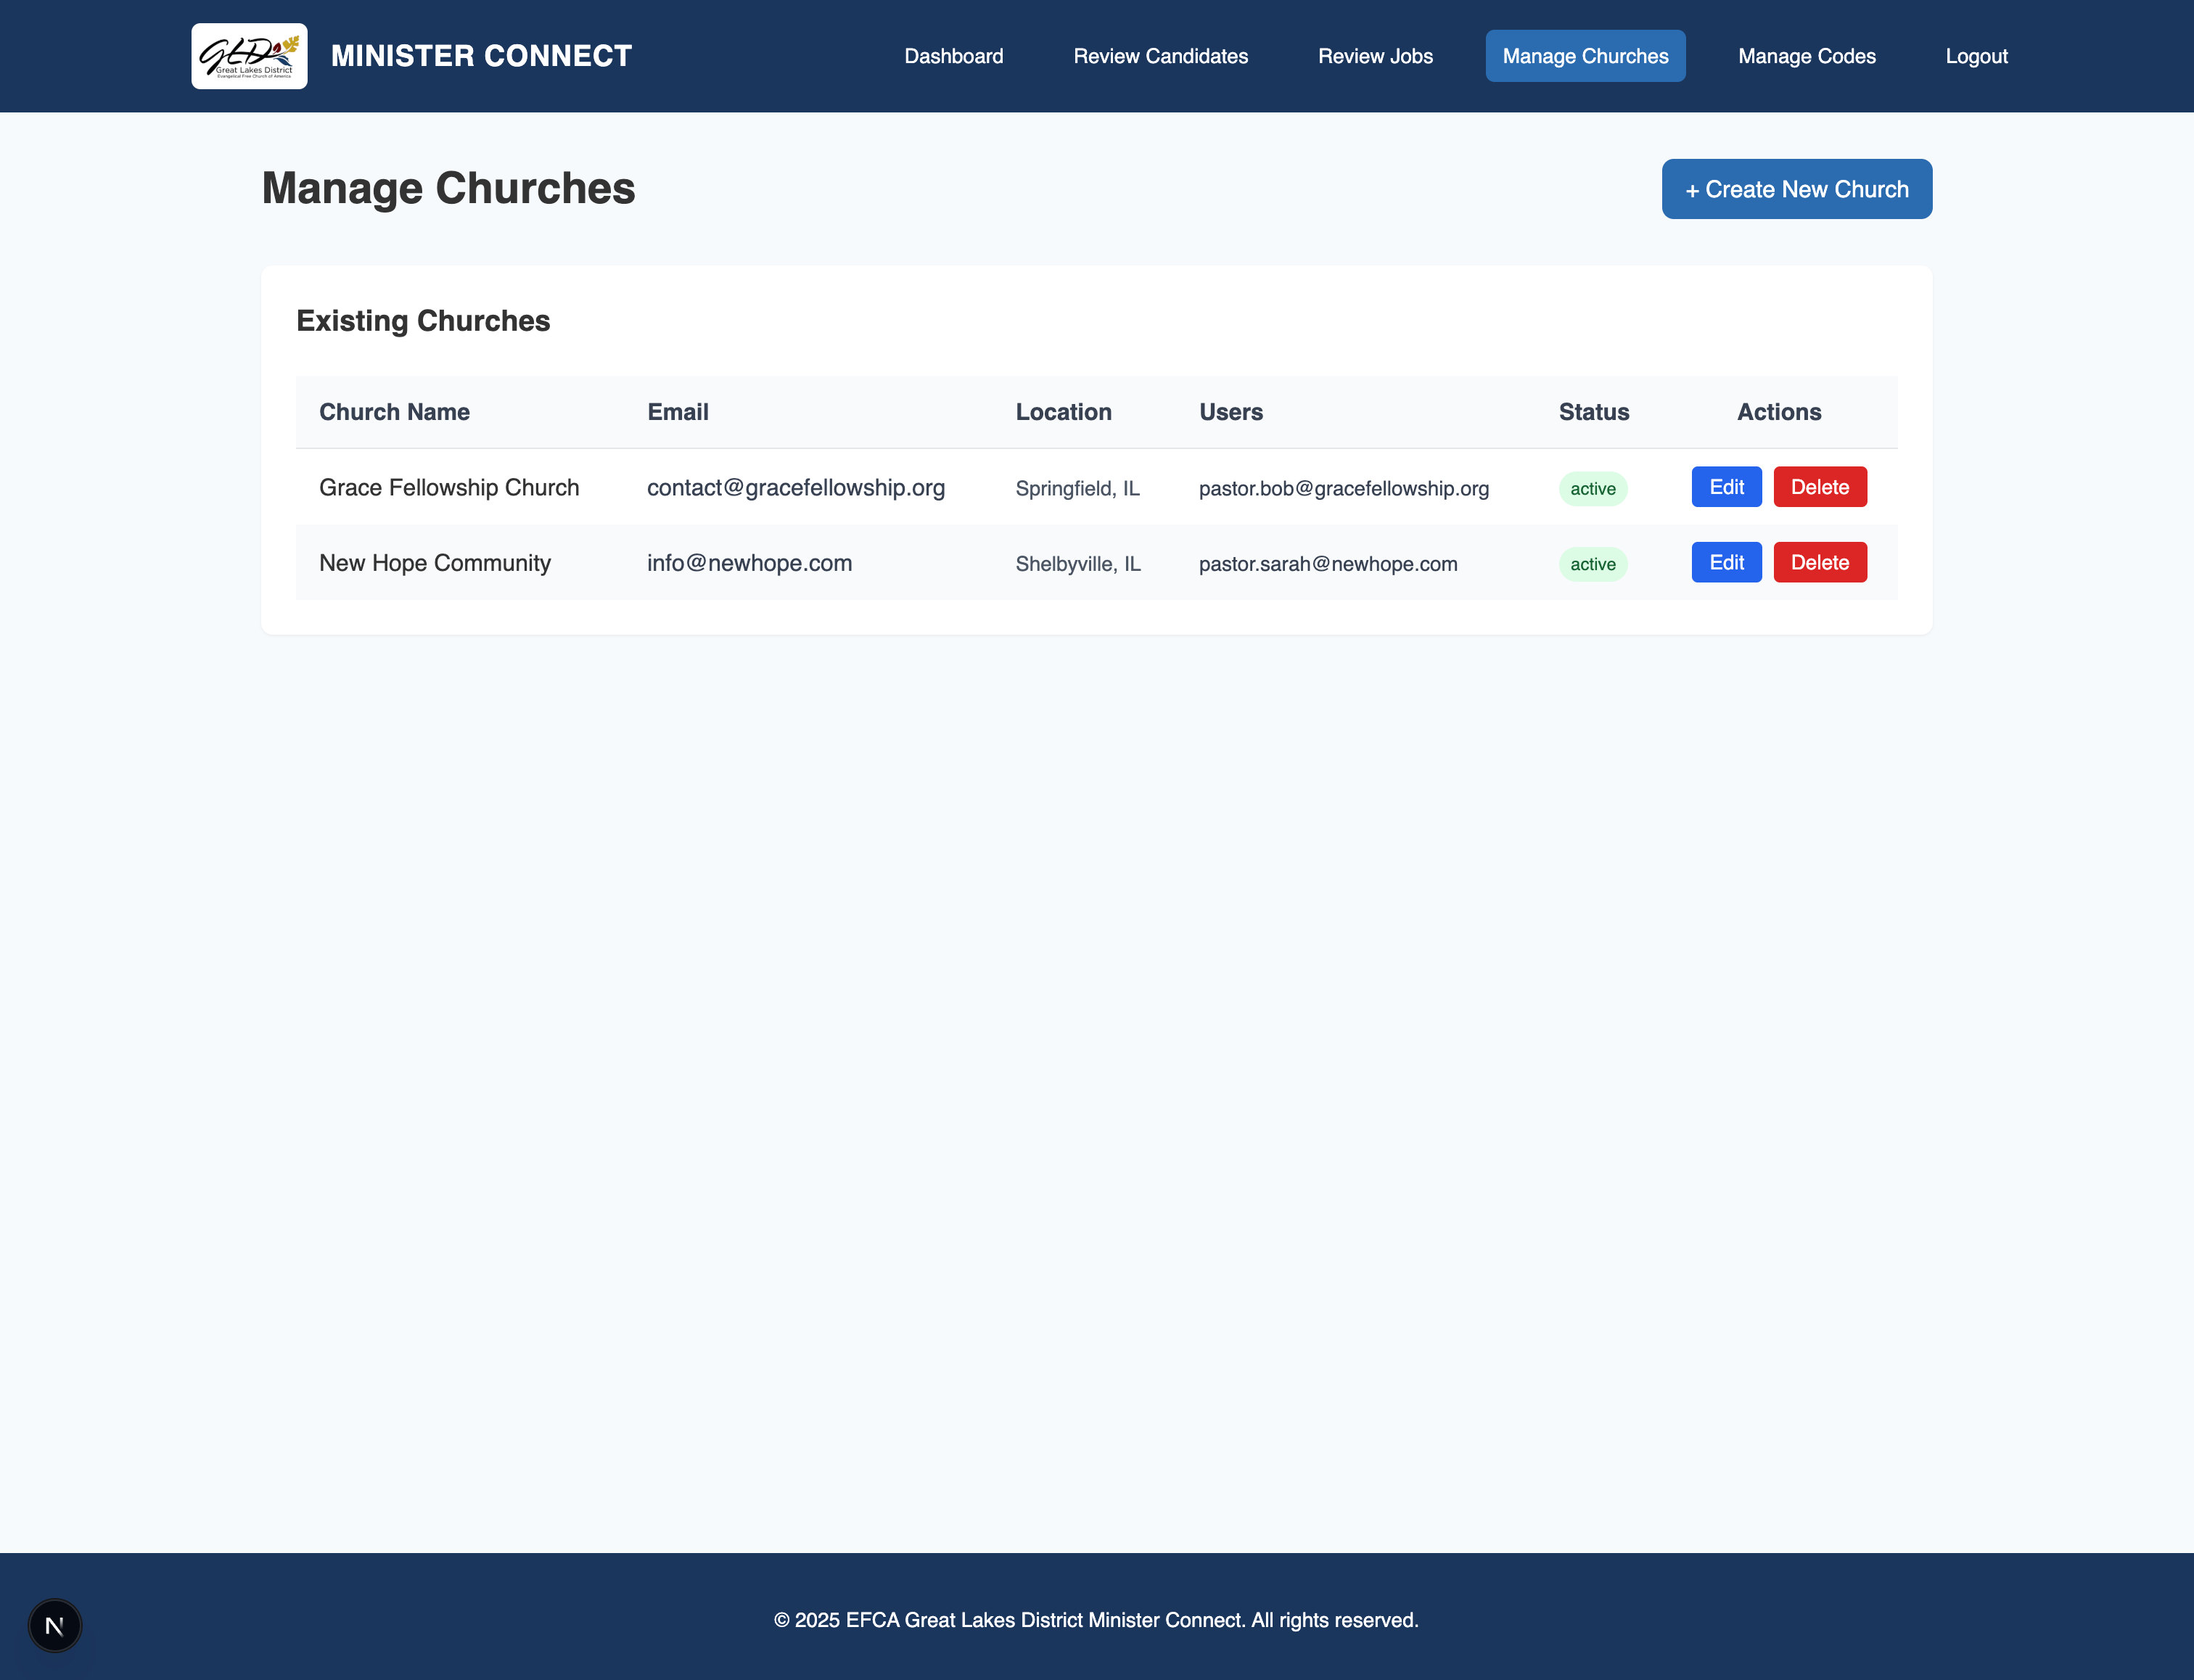 GLD
Great Lakes District
Evangelical Free Church of America
MINISTER CONNECT
Dashboard
Review Candidates
Review Jobs
Manage Churches
Manage Codes
Logout
Manage Churches
+ Create New Church
Existing Churches
Church Name Email Location Users Status Actions
Grace Fellowship Church contact@gracefellowship.org Springfield, IL pastor.bob@gracefellowship.org active Edit Delete
New Hope Community info@newhope.com Shelbyville, IL pastor.sarah@newhope.com active Edit Delete
N
© 2025 EFCA Great Lakes District Minister Connect. All rights reserved.